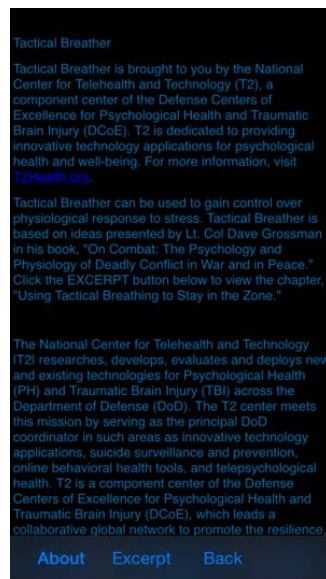 Tactical Breather
Tactical Breather is brought to you by the National
Center for Telehealth and Technology (T2), a
component center of the Defense Centers of
Excellence for Psychological Health and Traumatic
Brain Injury (DCoE). T2 is dedicated to providing
innovative technology applications for psychological
health and well-being. For more information, visit
T2Health.org.
Tactical Breather can be used to gain control over
physiological response to stress. Tactical Breather is
based on ideas presented by Lt. Col Dave Grossman
in his book, "On Combat: The Psychology and
Physiology of Deadly Conflict in War and in Peace."
Click the EXCERPT button below to view the chapter,
"Using Tactical Breathing to Stay in the Zone."
The National Center for Telehealth and Technology
lT2l researches, develops, evaluates and deploys new
and existing technologies for Psychological Health
(PH) and Traumatic Brain Injury (TBI) across the
Department of Defense (DoD). The T2 center meets
this mission by serving as the principal DoD
coordinator in such areas as innovative technology
applications, suicide surveillance and prevention,
online behavioral health tools, and telepsychological
health. T2 is a component center of the Defense
Centers of Excellence for Psychological Health and
Traumatic Brain Injury (DCoE), which leads a
collaborative global network to promote the resilience
About Excerpt Back